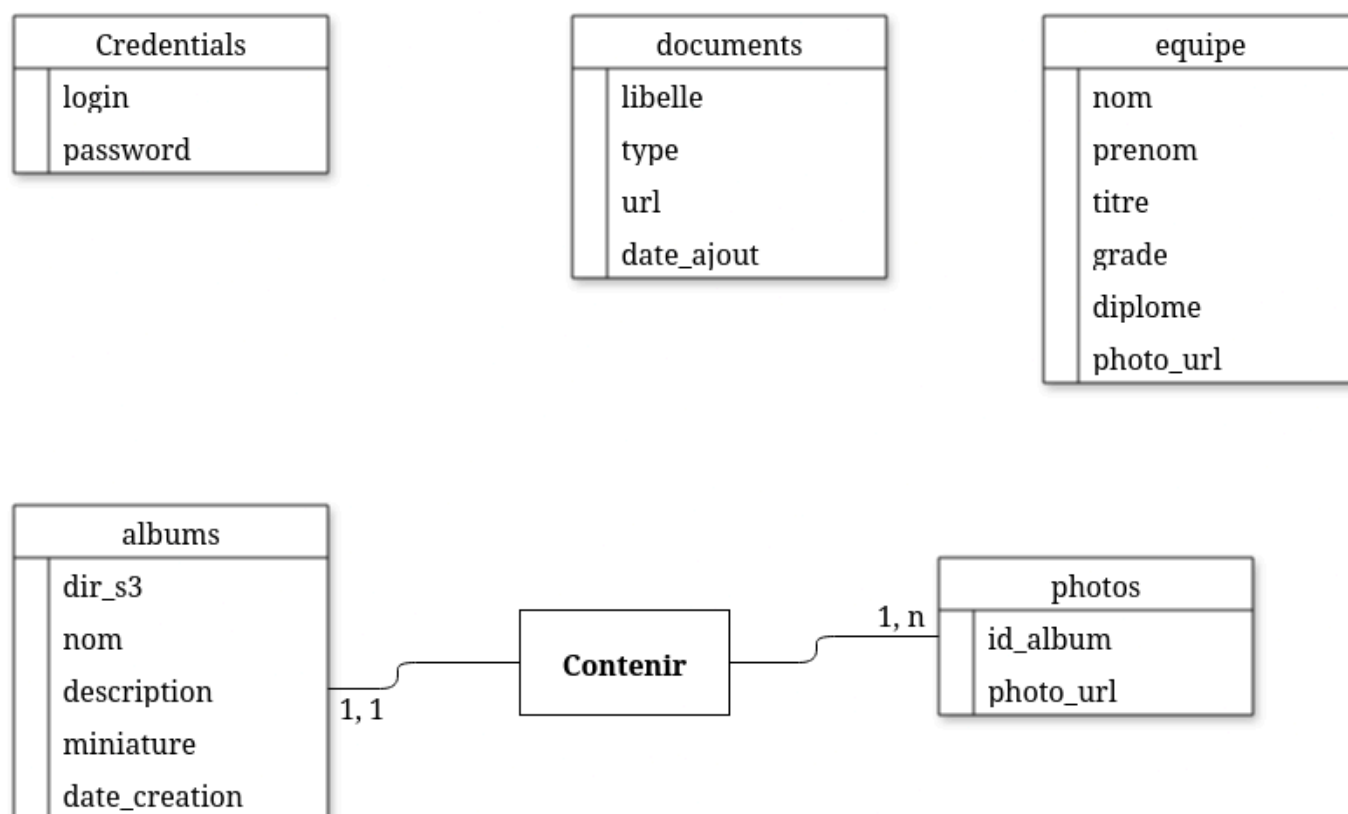 Credentials
login
password
documents
libelle
type
url
date_ajout
equipe
nom
prenom
titre
grade
diplome
photo_url
albums
dir_s3
nom
description
miniature
date_creation
1, 1
Contenir
1, n
photos
id_album
photo_url